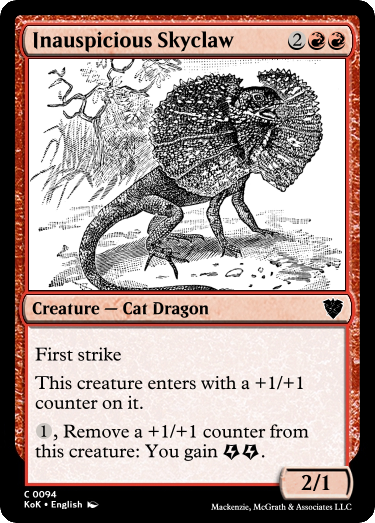 Inauspicious Skyclaw 2
Creature — Cat Dragon
First strike
This creature enters with a +1/+1
counter on it.
1, Remove a +1/+1 counter from
this creature: You gain.
2/1
C 0094
KoK • English
Mackenzie, McGrath & Associates LLC